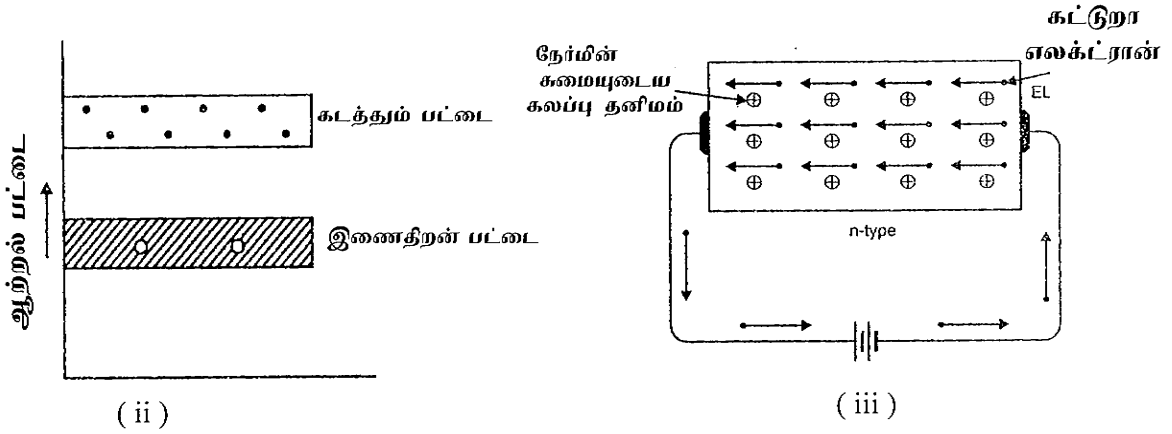 ஆற்றல் பட்டை
கடத்தும் பட்டை
இணைதிறன் பட்டை
( ii )
நேர்மின்
சுமையுடைய
கலப்பு தனிமம்
கட்டுறா
எலக்ட்ரான்
EL
n-type
( iii )